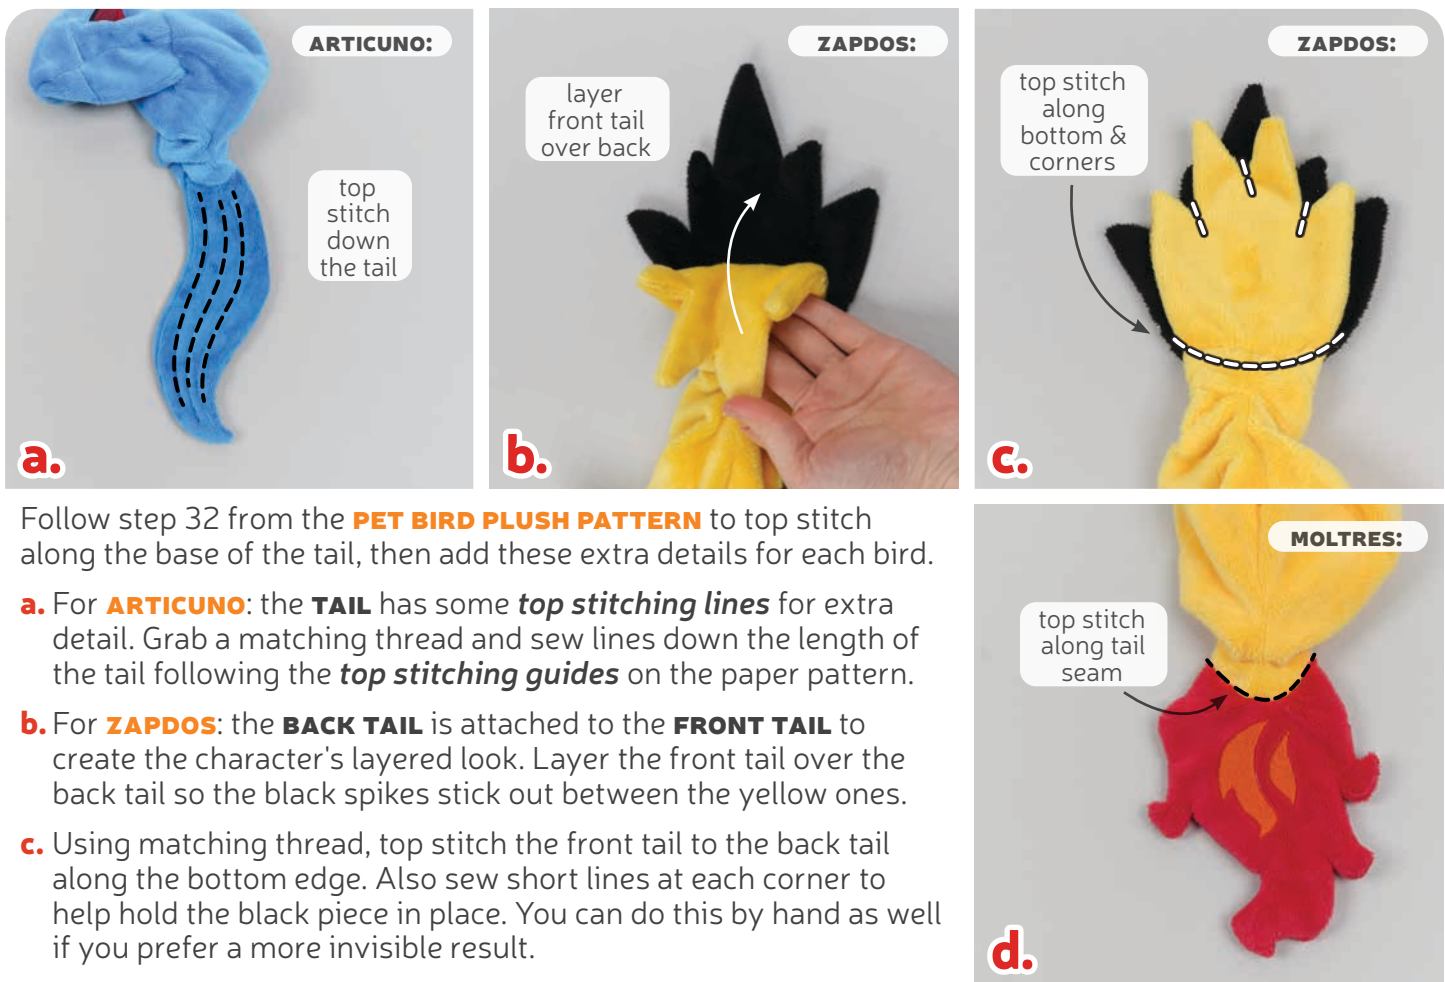 ARTICUNO:
top
stitch
down
the tail
a.
ZAPDOS:
layer
front tail
over back
b.
ZAPDOS:
top stitch
along
bottom &
corners
c.
Follow step 32 from the PET BIRD PLUSH PATTERN to top stitch
along the base of the tail, then add these extra details for each bird.
a. For ARTICUNO: the TAIL has some top stitching lines for extra
detail. Grab a matching thread and sew lines down the length of
the tail following the top stitching guides on the paper pattern.
b. For ZAPDOS: the BACK TAIL is attached to the FRONT TAIL to
create the character's layered look. Layer the front tail over the
back tail so the black spikes stick out between the yellow ones.
c. Using matching thread, top stitch the front tail to the back tail
along the bottom edge. Also sew short lines at each corner to
help hold the black piece in place. You can do this by hand as well
if you prefer a more invisible result.
MOLTRES:
top stitch
along tail
seam
d.